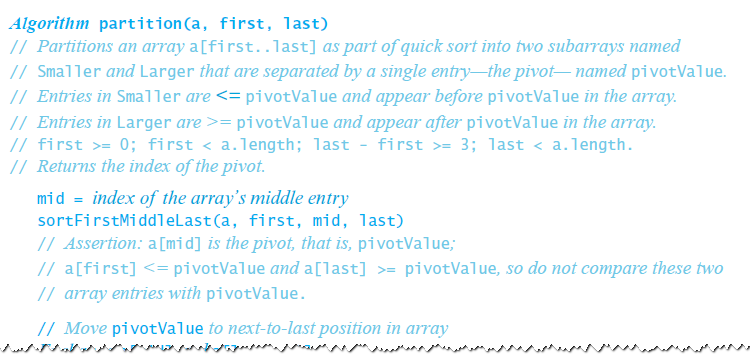 Algorithm partition(a, first, last)
// Partitions an array a[first..last] as part of quick sort into two subarrays named
// Smaller and Larger that are separated by a single entry—the pivot— named pivotValue.
// Entries in Smaller are <= pivotValue and appear before pivotValue in the array.
// Entries in Larger are >= pivotValue and appear after pivotValue in the array.
// first >= 0; first < a.length; last - first >= 3; last < a.length.
// Returns the index of the pivot.
mid = index of the array’s middle entry
sortFirstMiddleLast(a, first, mid, last)
// Assertion: a[mid] is the pivot, that is, pivotValue;
// a[first] <= pivotValue and a[last] >= pivotValue, so do not compare these two
// array entries with pivotValue.
// Move pivotValue to next-to-last position in array